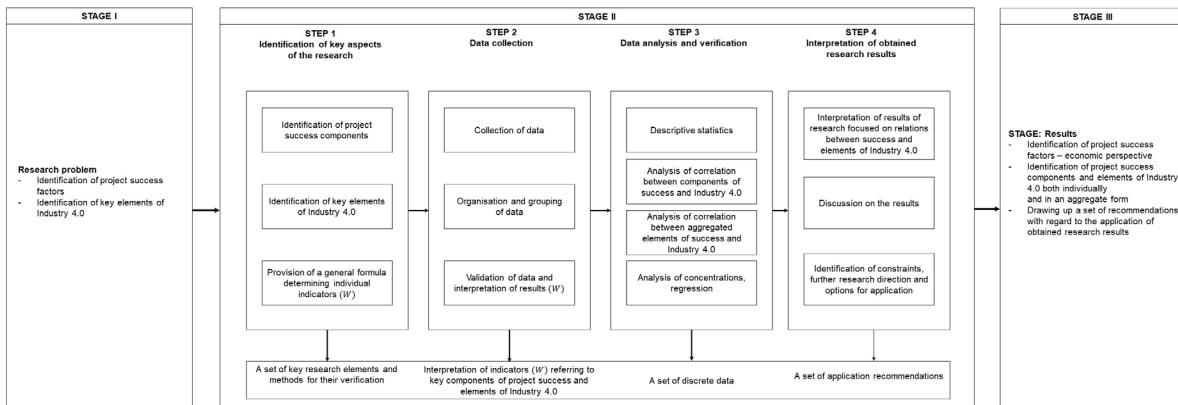 STAGE I
Research problem
- Identification of project success
factors
- Identification of key elements of
Industry 4.0
STAGE II
STEP 1
Identification of key aspects
of the research
Identification of project
success components
Identification of key elements
of Industry 4.0
Provision of a general formula
determining individual
indicators (W)
A set of key research elements and
methods for their verification
STEP 2
Data collection
Collection of data
Organisation and grouping
of data
Validation of data and
interpretation of results (W)
Interpretation of indicators (W) referring to
key components of project success and
elements of Industry 4.0
STEP 3
Data analysis and verification
Descriptive statistics
Analysis of correlation
between components of
success and Industry 4.0
Analysis of correlation
between aggregated
elements of success and
Industry 4.0
Analysis of concentrations,
regression
A set of discrete data
STEP 4
Interpretation of obtained
research results
Interpretation of results of
research focused on relations
between success and
elements of Industry 4.0
Discussion on the results
Identification of constraints,
further research direction and
options for application
A set of application recommendations
STAGE III
STAGE: Results
- Identification of project success
factors – economic perspective
- Identification of project success
components and elements of Industry
4.0 both individuallly
and in an aggregate form
- Drawing up a set of recommendations
with regard to the application of
obtained research results